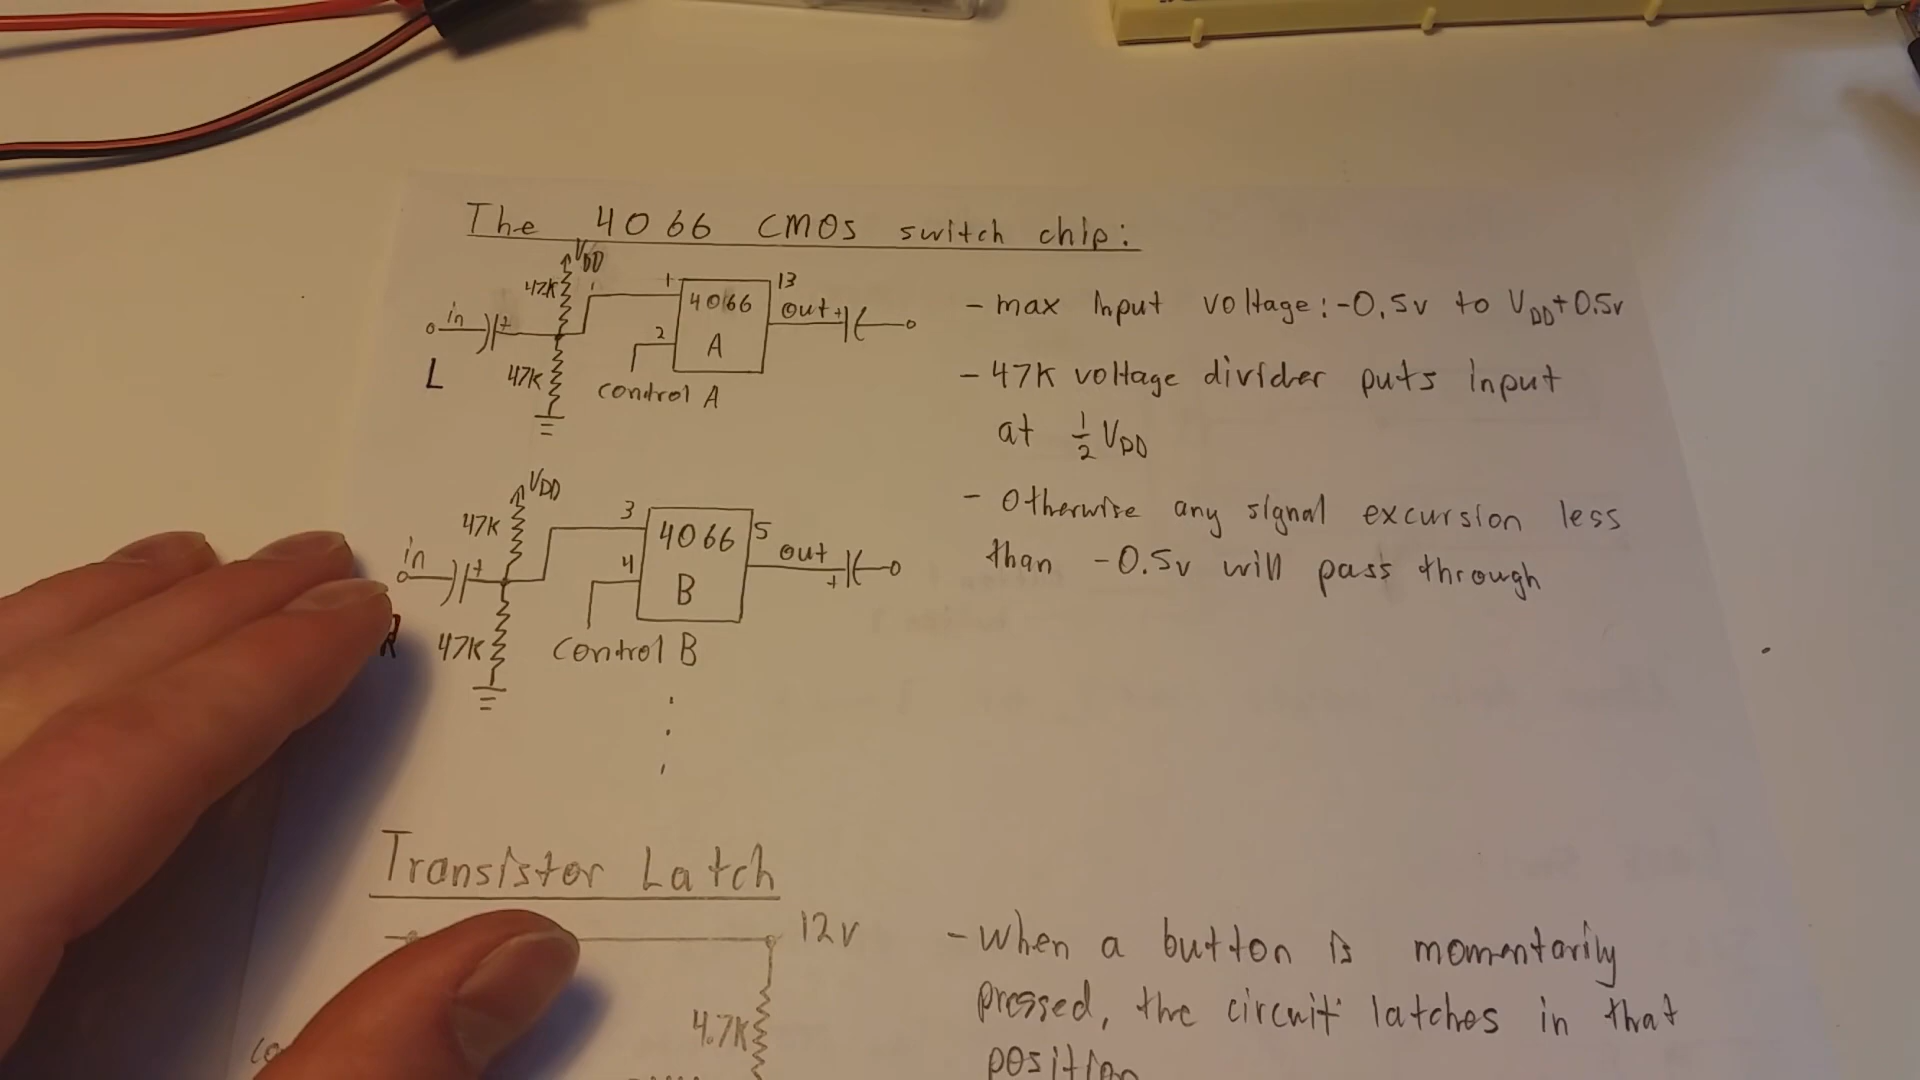 The 4066 CMOS switch chip:
VDD
47K
in
L
47K
1
2
4066
A
13
out +
control A
- max Input voltage: -0.5v to VDD+0.5v
- 47K voltage divider puts input
at 1/2 VDD
- Otherwise any signal excursion less
than -0.5v will pass through
VDD
47K
in
+
R
47K
3
4
4066
B
5
out
+
Control B
Transistor Latch
12v
4.7K
- When a button is momentarily
pressed, the circuit latches in that
position